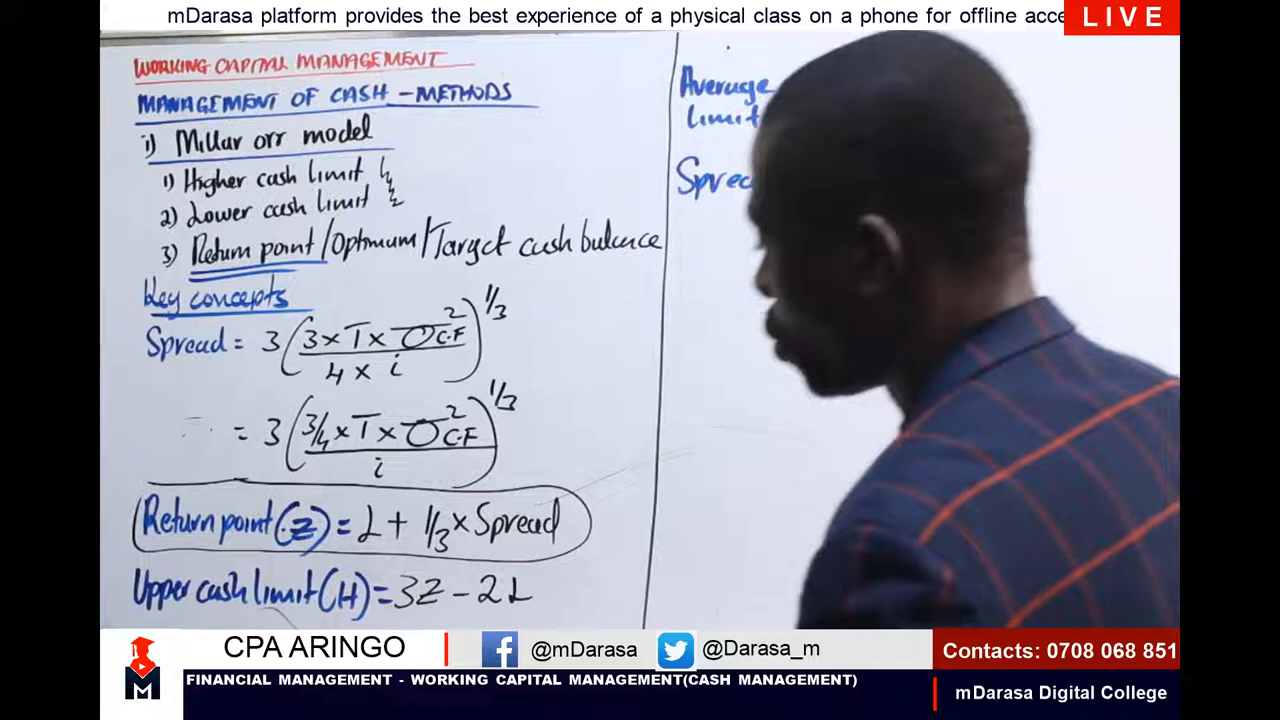 mDarasa platform provides the best experience of a physical class on a phone for offline acce
LIVE
WORKING CAPITAL MANAGEMENT
MANAGEMENT OF CASH - METHODS
i) Millar orr model
1) Higher cash limit
2) Lower cash limit
3) Return point/Optimum/Target cash balance
Key concepts
Spread = 3 (3 x T x σ² C.F / 4 x i)^1/3
= 3 (3/4 x T x σ² C.F / i)^1/3
Return point (Z) = L + 1/3 x Spread
Upper cash limit (H) = 3Z - 2L
Average
limit
Sprea
CPA ARINGO
@mDarasa
@Darasa_m
Contacts: 0708 068 851
FINANCIAL MANAGEMENT - WORKING CAPITAL MANAGEMENT(CASH MANAGEMENT)
mDarasa Digital College